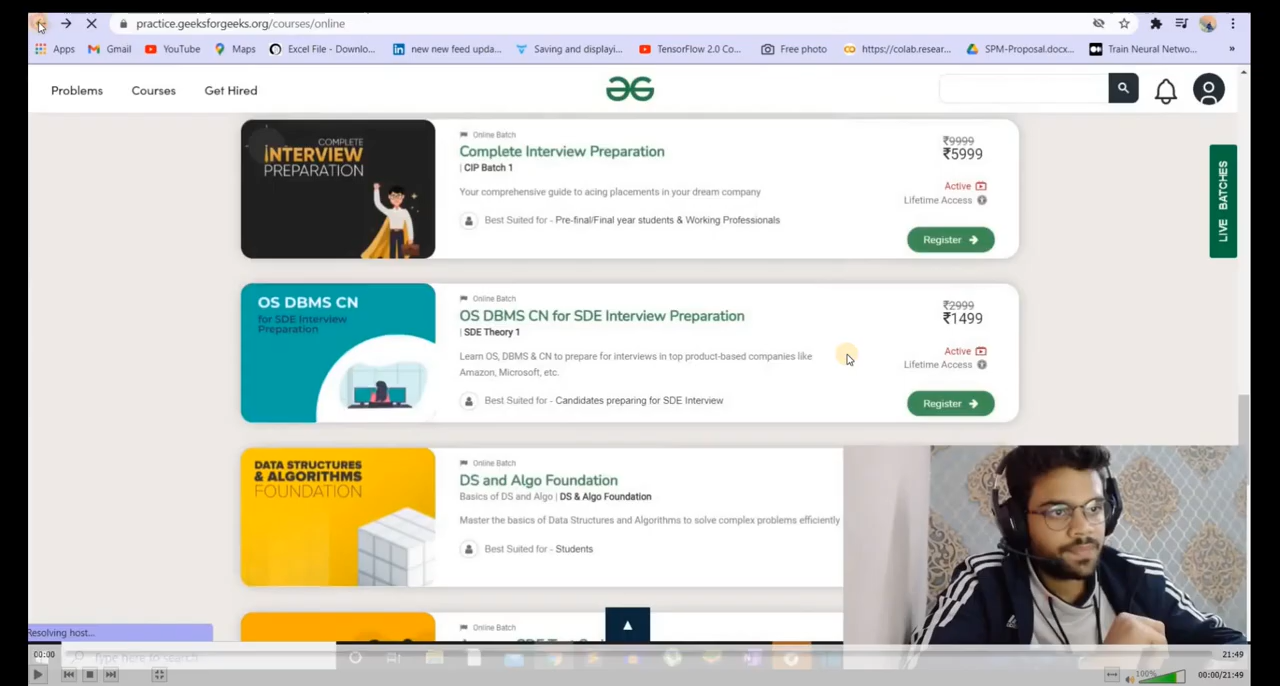 practice.geeksforgeeks.org/courses/online
Apps Gmail YouTube Maps Excel File - Downlo... new new feed upda... Saving and displayi... TensorFlow 2.0 Co... Free photo https://colab.resear... SPM-Proposal.docx... Train Neural Netwo... »
Problems Courses Get Hired
LIVE BATCHES
COMPLETE
INTERVIEW
PREPARATION
Online Batch
Complete Interview Preparation
| CIP Batch 1
Your comprehensive guide to acing placements in your dream company
Best Suited for - Pre-final/Final year students & Working Professionals
₹9999
₹5999
Active
Lifetime Access
Register
OS DBMS CN
for SDE Interview
Preparation
Online Batch
OS DBMS CN for SDE Interview Preparation
| SDE Theory 1
Learn OS, DBMS & CN to prepare for interviews in top product-based companies like
Amazon, Microsoft, etc.
Best Suited for - Candidates preparing for SDE Interview
₹2999
₹1499
Active
Lifetime Access
Register
DATA STRUCTURES
& ALGORITHMS
FOUNDATION
Online Batch
DS and Algo Foundation
Basics of DS and Algo | DS & Algo Foundation
Master the basics of Data Structures and Algorithms to solve complex problems efficiently
Best Suited for - Students
Online Batch
Resolving host...
00:00
Type here to search
21:49
100%
00:00/21:49